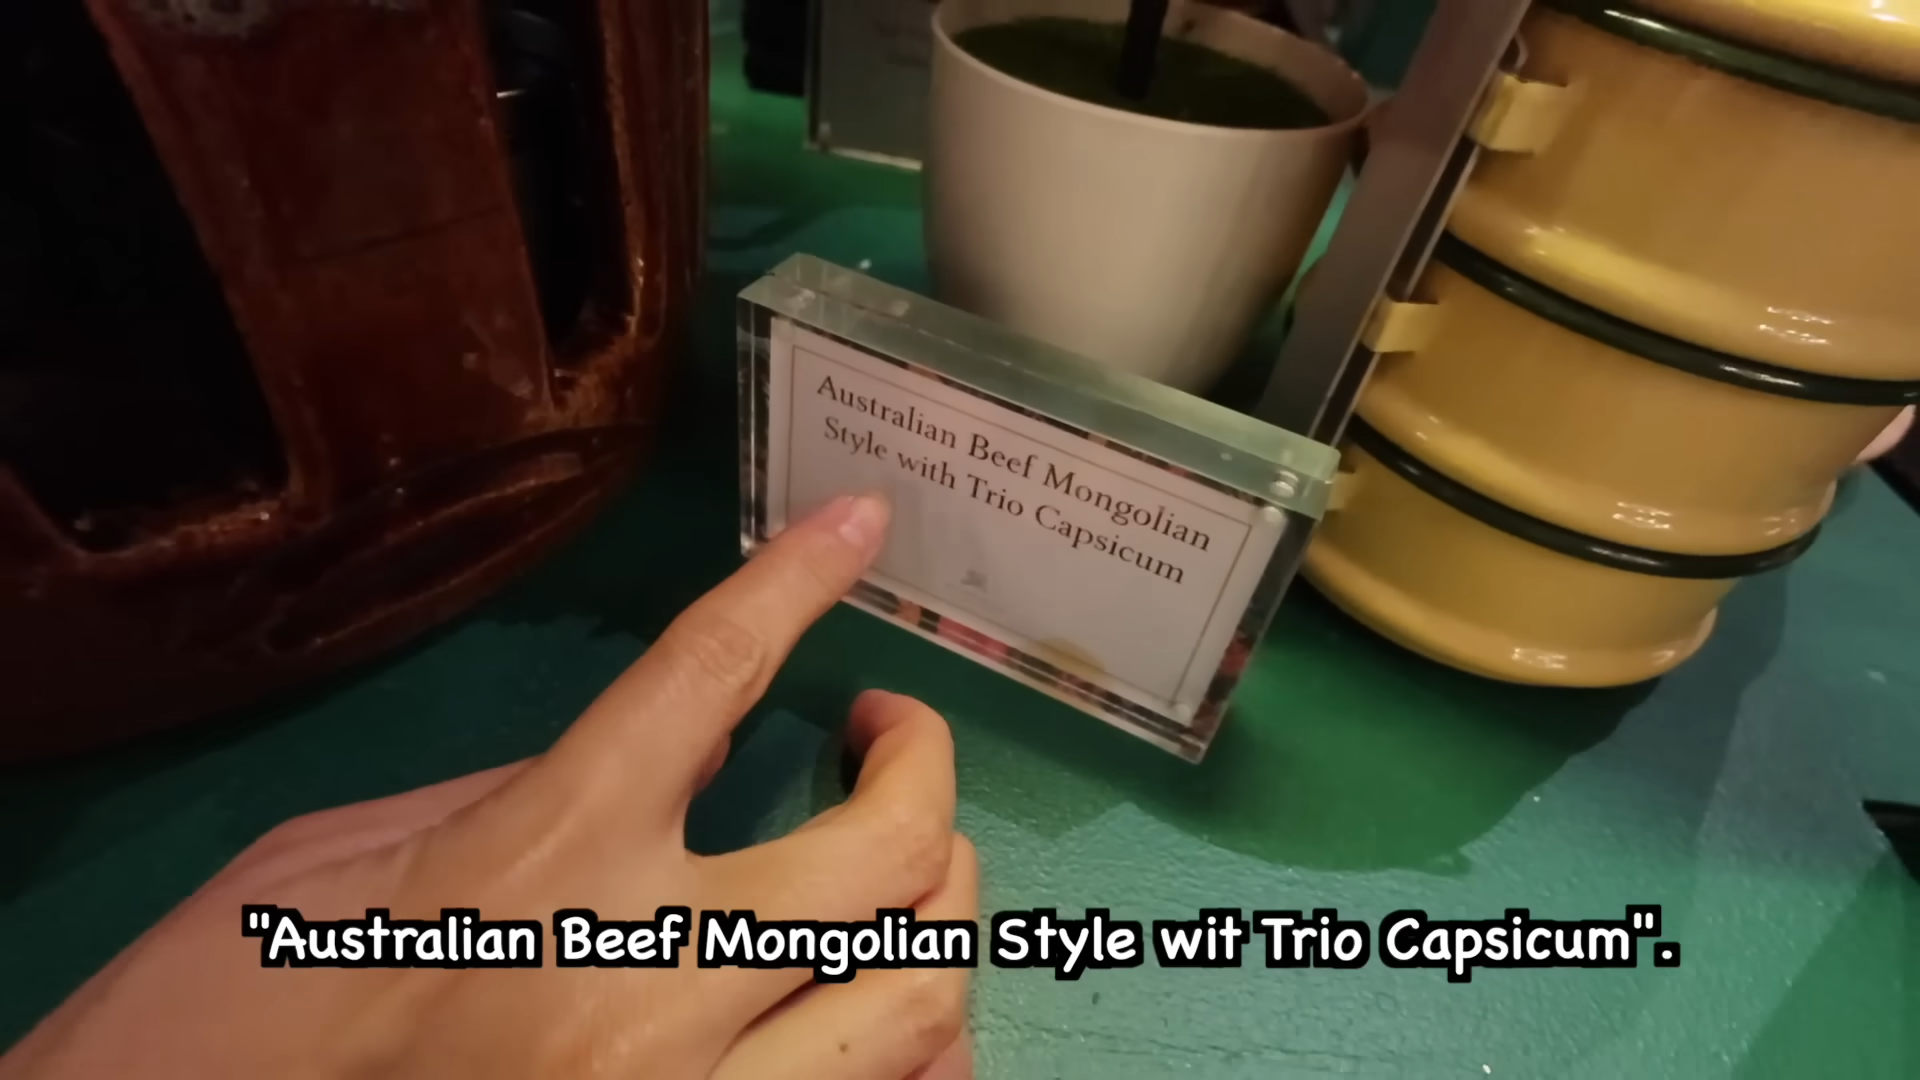 Australian Beef Mongolian
Style with Trio Capsicum
"Australian Beef Mongolian Style wit Trio Capsicum".